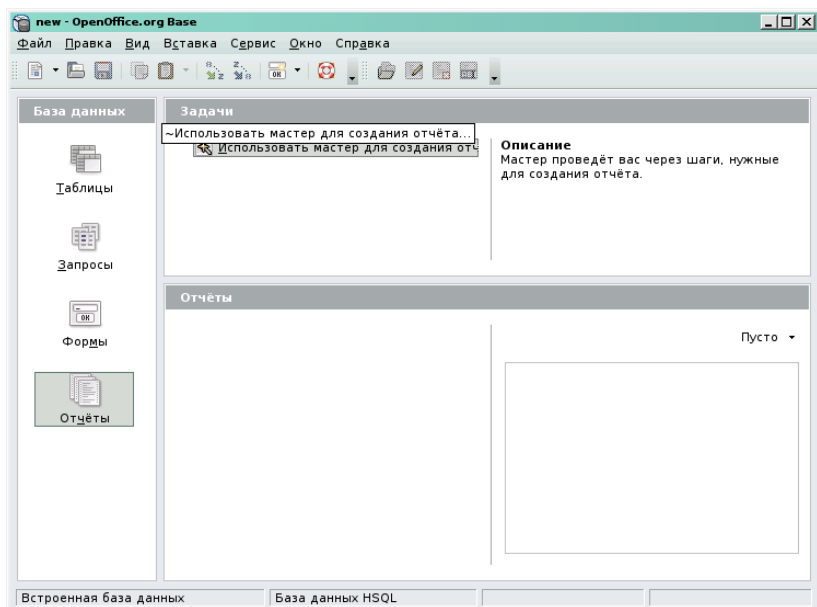 new - OpenOffice.org Base
Файл Правка Вид Вставка Сервис Окно Справка
База данных
Задачи
~Использовать мастер для создания отчёта...
Использовать мастер для создания отч
Описание
Мастер проведёт вас через шаги, нужные
для создания отчёта.
Таблицы
Запросы
Формы
Отчёты
Отчёты
Пусто
Встроенная база данных
База данных HSQL